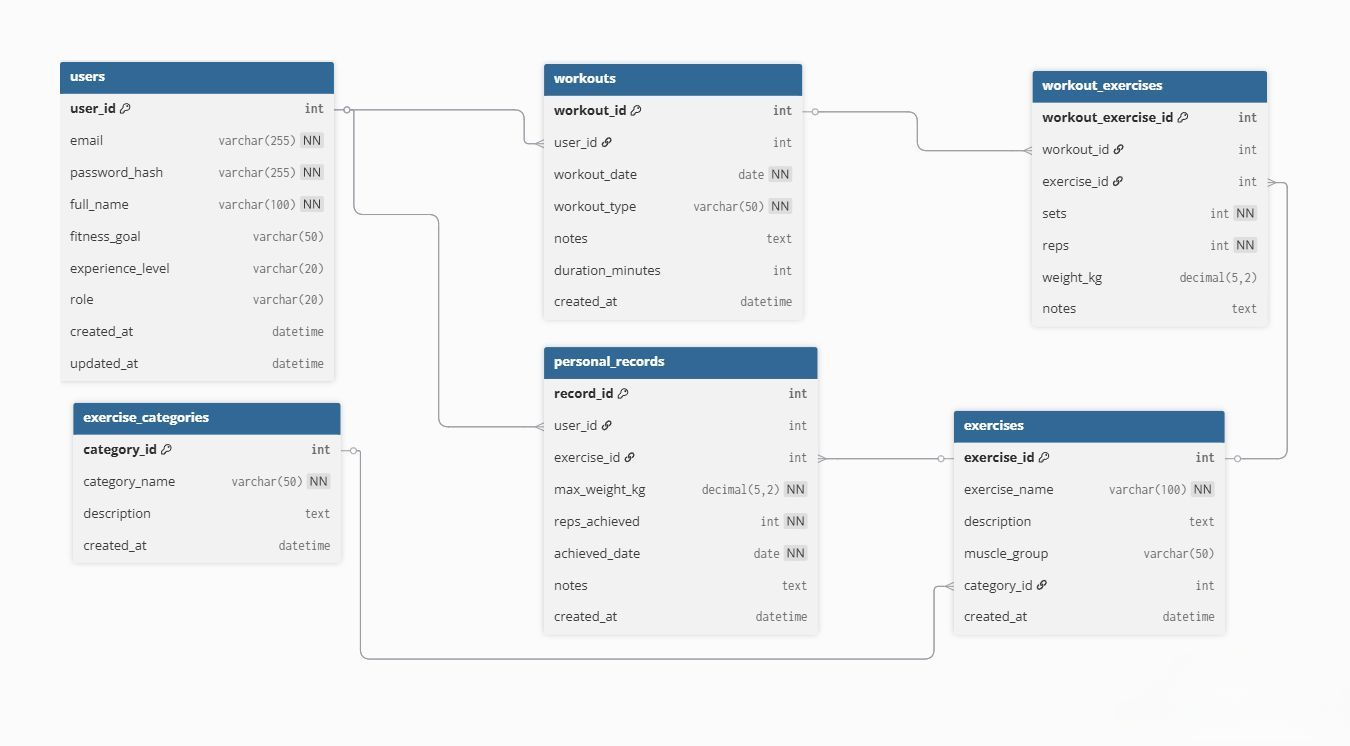 users
user_id int
email varchar(255) NN
password_hash varchar(255) NN
full_name varchar(100) NN
fitness_goal varchar(50)
experience_level varchar(20)
role varchar(20)
created_at datetime
updated_at datetime
workouts
workout_id int
user_id int
workout_date date NN
workout_type varchar(50) NN
notes text
duration_minutes int
created_at datetime
workout_exercises
workout_exercise_id int
workout_id int
exercise_id int
sets int NN
reps int NN
weight_kg decimal(5,2)
notes text
exercise_categories
category_id int
category_name varchar(50) NN
description text
created_at datetime
personal_records
record_id int
user_id int
exercise_id int
max_weight_kg decimal(5,2) NN
reps_achieved int NN
achieved_date date NN
notes text
created_at datetime
exercises
exercise_id int
exercise_name varchar(100) NN
description text
muscle_group varchar(50)
category_id int
created_at datetime